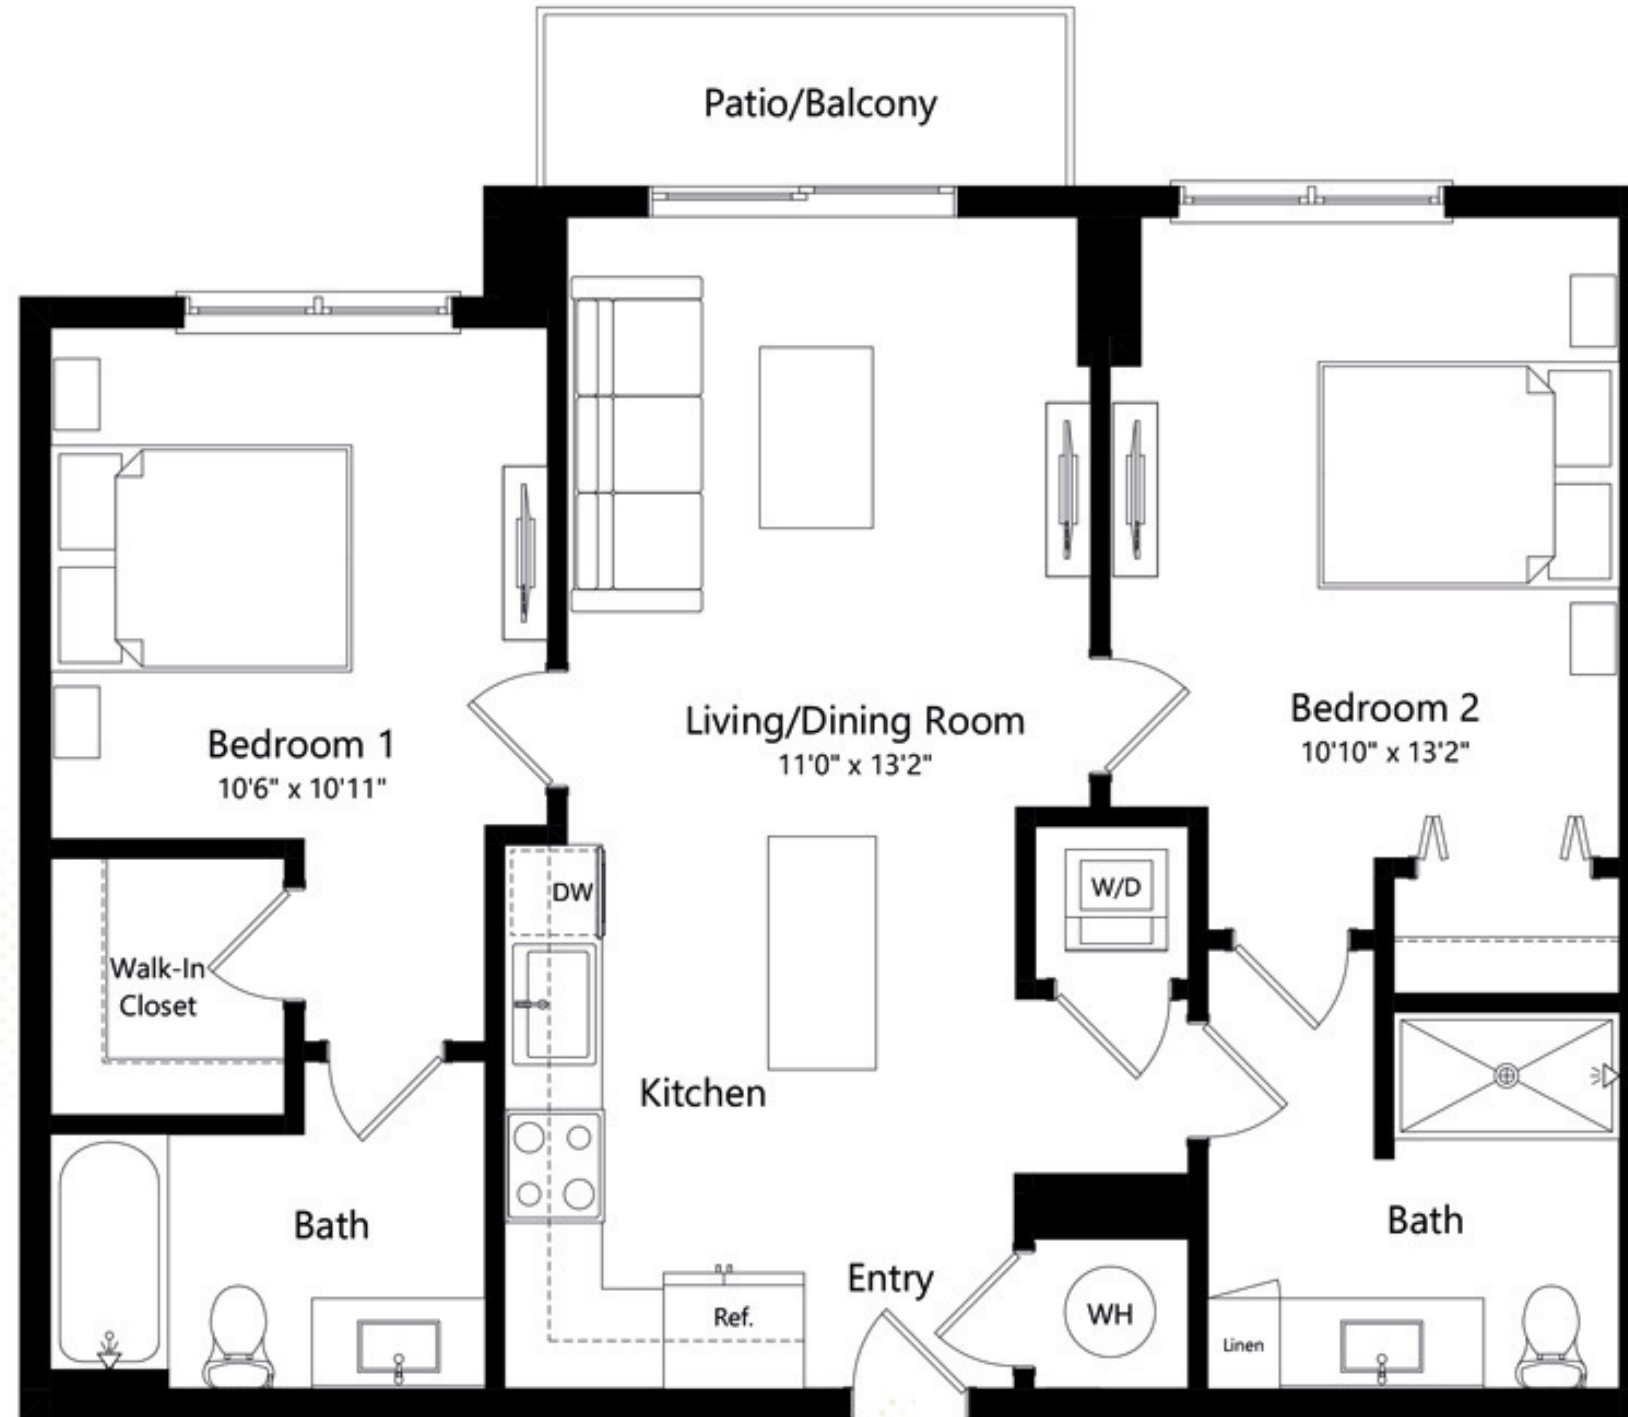 Patio/Balcony
Bedroom 1
10'6" x 10'11"
Living/Dining Room
11'0" x 13'2"
Bedroom 2
10'10" x 13'2"
DW
W/D
Walk-In
Closet
Kitchen
Bath
Bath
Entry
Ref.
WH
Linen